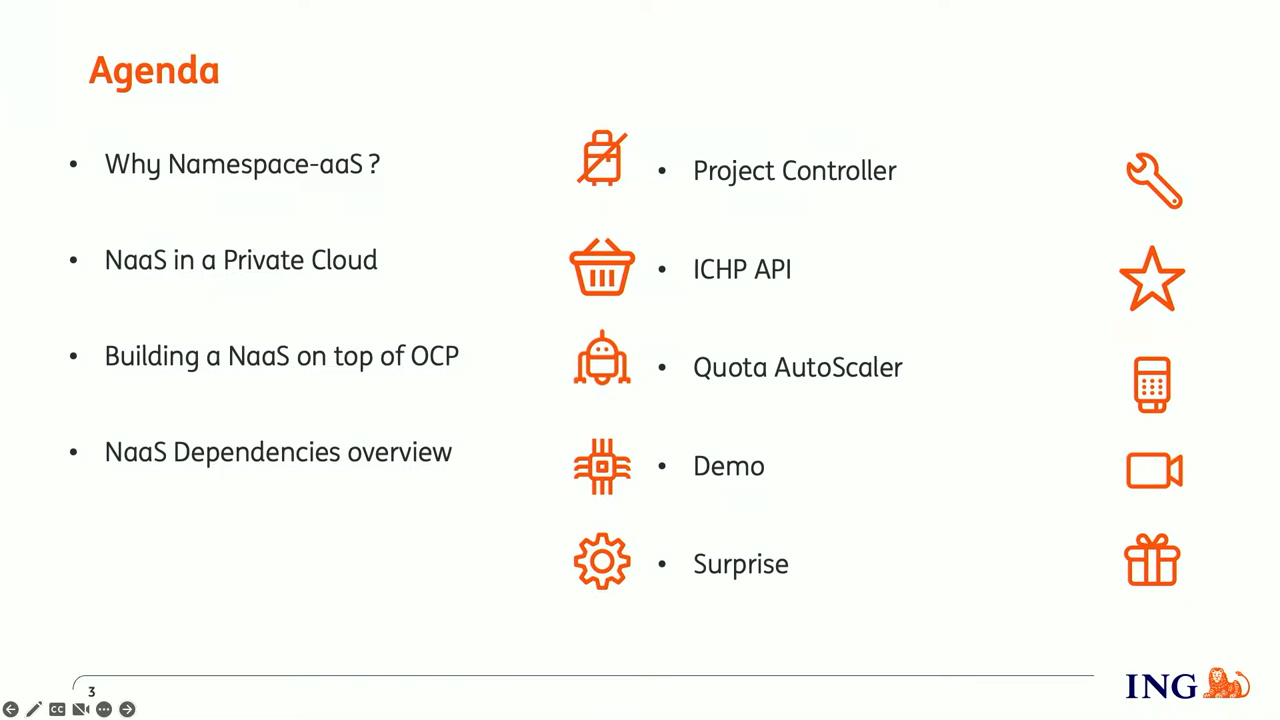 Agenda
• Why Namespace-aaS ?
• NaaS in a Private Cloud
• Building a NaaS on top of OCP
• NaaS Dependencies overview
• Project Controller
• ICHP API
• Quota AutoScaler
• Demo
• Surprise
3
CC
ING